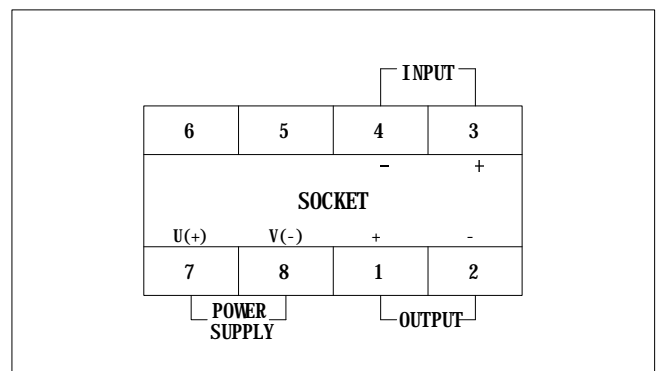 INPUT
6 5 4 3
- +
SOCKET
U(+) V(-) + -
7 8 1 2
POWER
SUPPLY
OUTPUT